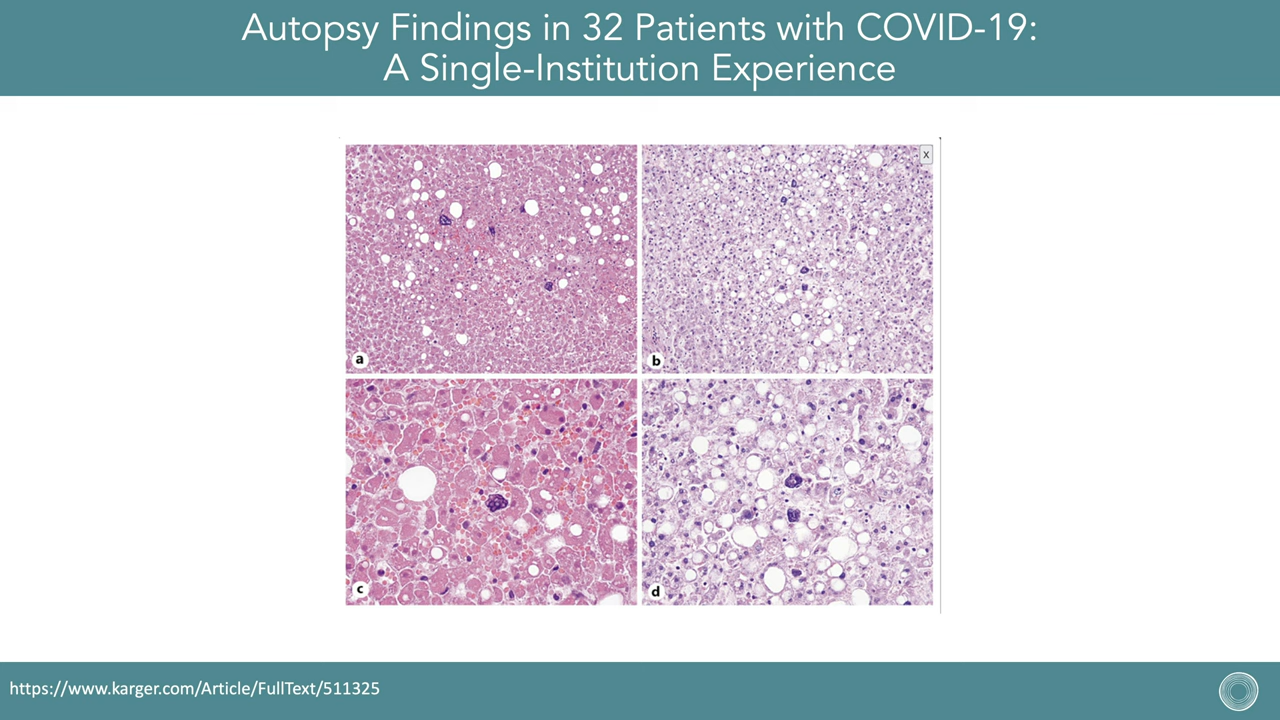 Autopsy Findings in 32 Patients with COVID-19:
A Single-Institution Experience
X
a
b
c
d
https://www.karger.com/Article/FullText/511325